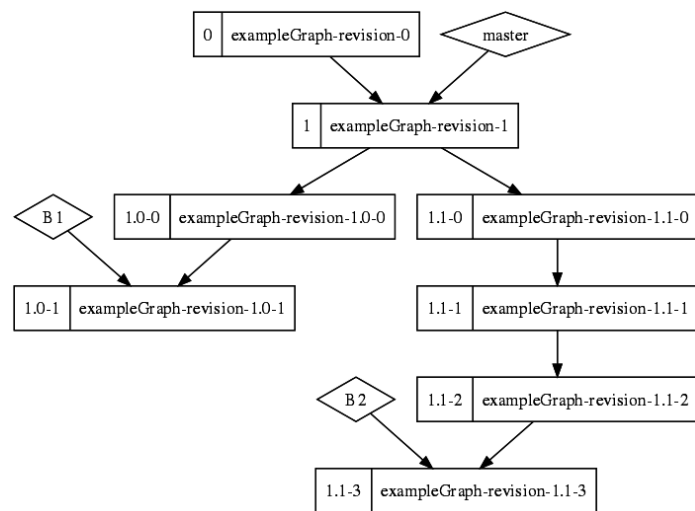 0 exampleGraph-revision-0
master
1 exampleGraph-revision-1
B 1
1.0-0 exampleGraph-revision-1.0-0
1.1-0 exampleGraph-revision-1.1-0
1.0-1 exampleGraph-revision-1.0-1
1.1-1 exampleGraph-revision-1.1-1
B 2
1.1-2 exampleGraph-revision-1.1-2
1.1-3 exampleGraph-revision-1.1-3